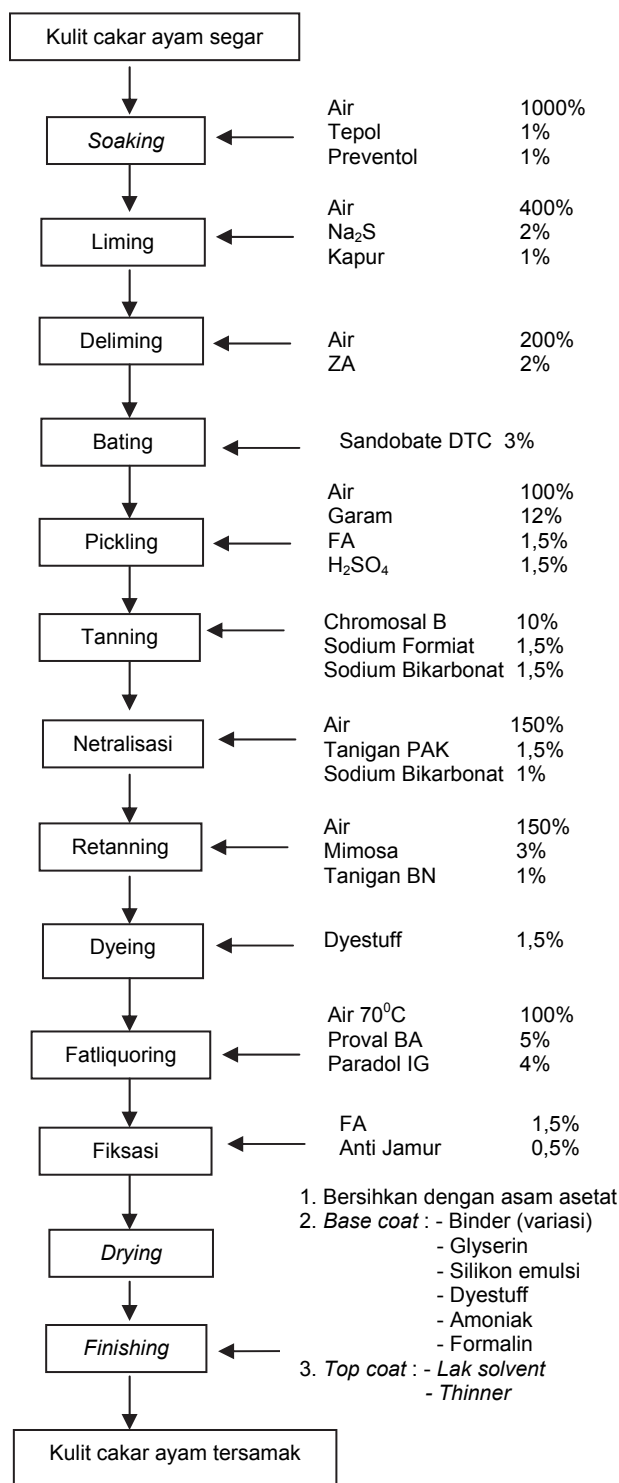 Kulit cakar ayam segar
Soaking
Air 1000%
Tepol 1%
Preventol 1%
Liming
Air 400%
Na₂S 2%
Kapur 1%
Deliming
Air 200%
ZA 2%
Bating
Sandobate DTC 3%
Pickling
Air 100%
Garam 12%
FA 1,5%
H₂SO₄ 1,5%
Tanning
Chromosal B 10%
Sodium Formiat 1,5%
Sodium Bikarbonat 1,5%
Netralisasi
Air 150%
Tanigan PAK 1,5%
Sodium Bikarbonat 1%
Retanning
Air 150%
Mimosa 3%
Tanigan BN 1%
Dyeing
Dyestuff 1,5%
Fatliquoring
Air 70⁰C 100%
Proval BA 5%
Paradol IG 4%
Fiksasi
FA 1,5%
Anti Jamur 0,5%
Drying
Finishing
1. Bersihkan dengan asam asetat
2. Base coat : - Binder (variasi)
- Glyserin
- Silikon emulsi
- Dyestuff
- Amoniak
- Formalin
3. Top coat : - Lak solvent
- Thinner
Kulit cakar ayam tersamak